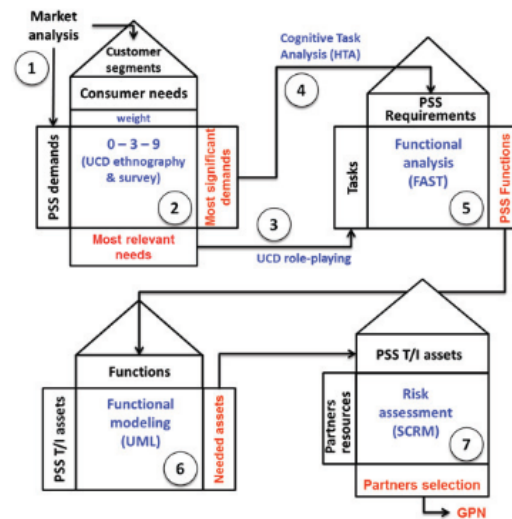 Market
analysis
1
Customer
segments
Consumer needs
weight
PSS demands
0 – 3 – 9
(UCD ethnography
& survey)
2
Most significant
demands
Most relevant
needs
3
UCD role-playing
Cognitive Task
Analysis (HTA)
4
PSS
Requirements
Tasks
Functional
analysis
(FAST)
5
PSS Functions
Functions
PSS T/I assets
Functional
modeling
(UML)
6
Needed assets
PSS T/I assets
Partners
resources
Risk
assessment
(SCRM)
7
Partners selection
GPN